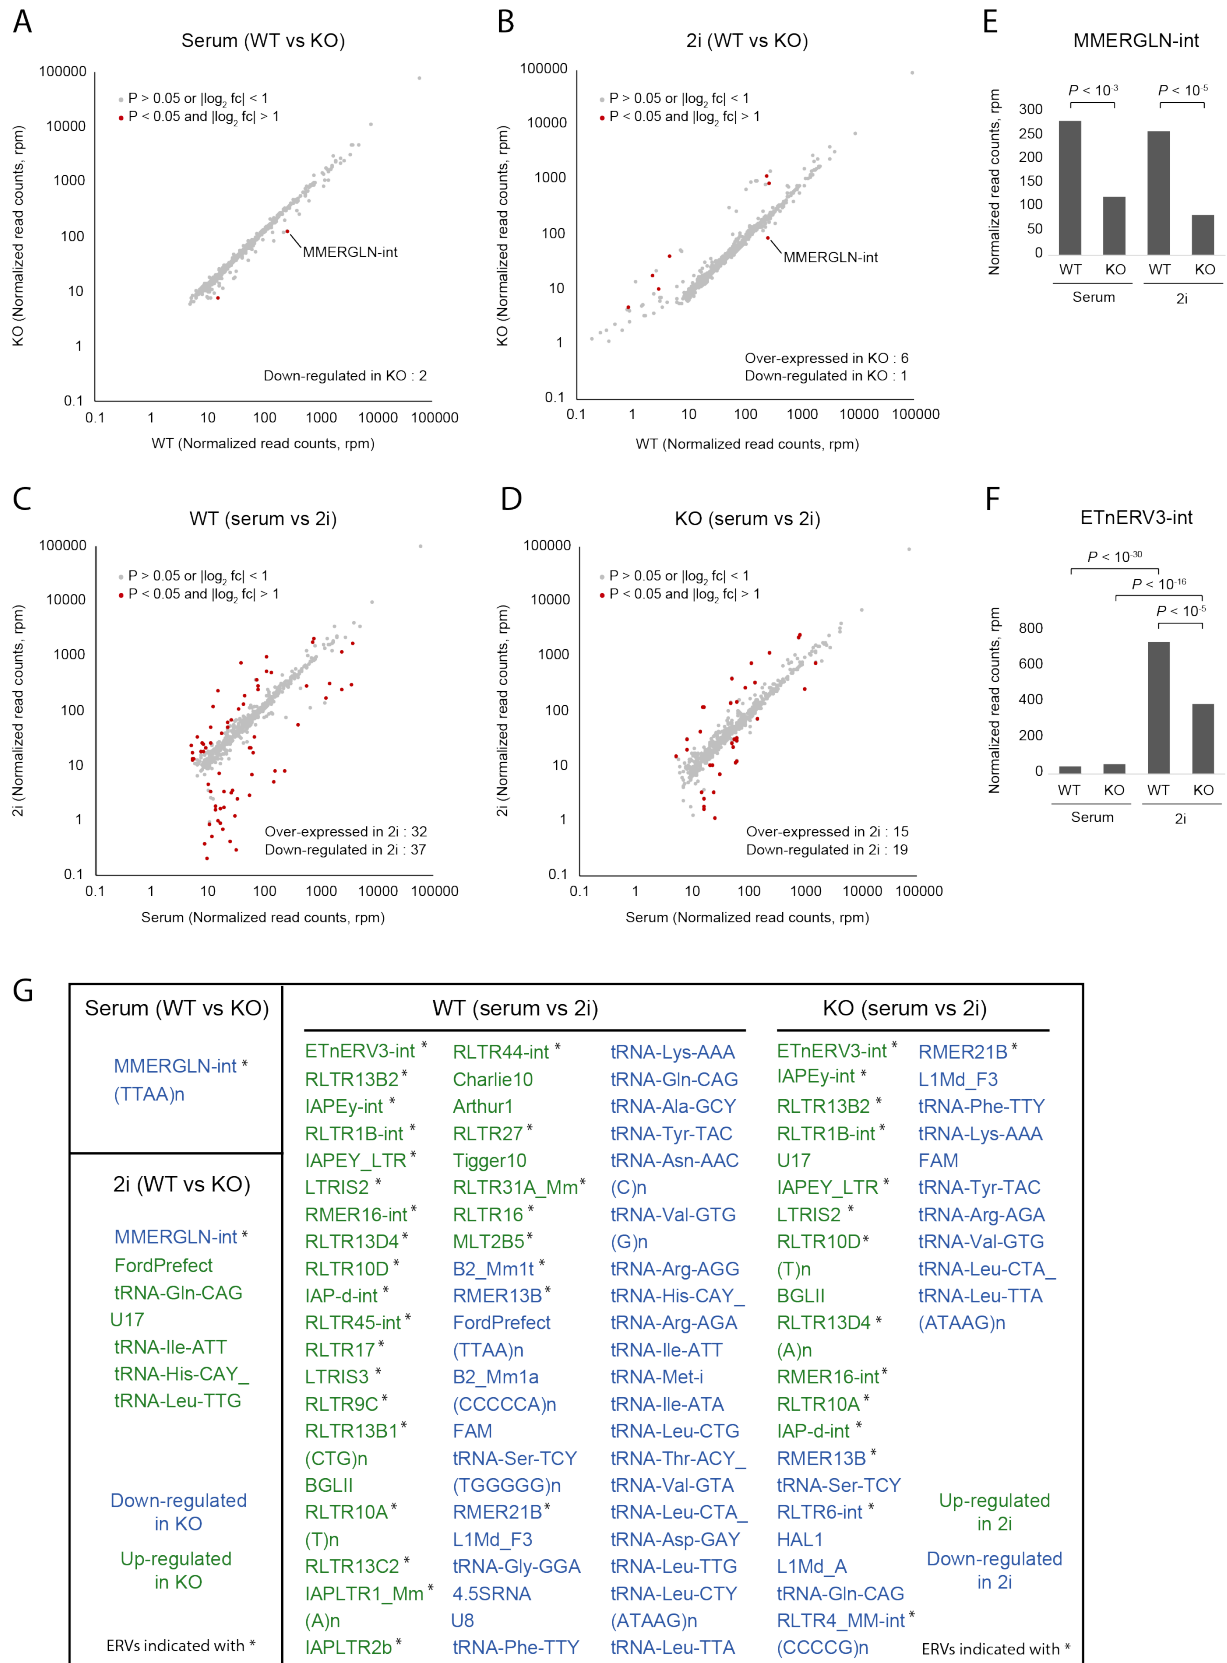 A
Serum (WT vs KO)
100000
10000
1000
100
10
1
0.1
KO (Normalized read counts, rpm)
P > 0.05 or |log2 fc| < 1
P < 0.05 and |log2 fc| > 1
MMERGLN-int
Down-regulated in KO : 2
0.1 1 10 100 1000 10000 100000
WT (Normalized read counts, rpm)
B
2i (WT vs KO)
100000
10000
1000
100
10
1
0.1
KO (Normalized read counts, rpm)
P > 0.05 or |log2 fc| < 1
P < 0.05 and |log2 fc| > 1
MMERGLN-int
Over-expressed in KO : 6
Down-regulated in KO : 1
0.1 1 10 100 1000 10000 100000
WT (Normalized read counts, rpm)
E
MMERGLN-int
P < 10-3 P < 10-5
300
250
200
150
100
50
0
Normalized read counts, rpm
WT KO WT KO
Serum 2i
C
WT (serum vs 2i)
100000
10000
1000
100
10
1
0.1
2i (Normalized read counts, rpm)
P > 0.05 or |log2 fc| < 1
P < 0.05 and |log2 fc| > 1
Over-expressed in 2i : 32
Down-regulated in 2i : 37
0.1 1 10 100 1000 10000 100000
Serum (Normalized read counts, rpm)
D
KO (serum vs 2i)
100000
10000
1000
100
10
1
0.1
2i (Normalized read counts, rpm)
P > 0.05 or |log2 fc| < 1
P < 0.05 and |log2 fc| > 1
Over-expressed in 2i : 15
Down-regulated in 2i : 19
0.1 1 10 100 1000 10000 100000
Serum (Normalized read counts, rpm)
F
ETnERV3-int
P < 10-30
P < 10-16
P < 10-5
800
600
400
200
0
Normalized read counts, rpm
WT KO WT KO
Serum 2i
G
Serum (WT vs KO)
MMERGLN-int *
(TTAA)n
2i (WT vs KO)
MMERGLN-int *
FordPrefect
tRNA-Gln-CAG
U17
tRNA-Ile-ATT
tRNA-His-CAY_
tRNA-Leu-TTG
Down-regulated
in KO
Up-regulated
in KO
ERVs indicated with *
WT (serum vs 2i)
ETnERV3-int *
RLTR13B2 *
IAPEy-int *
RLTR1B-int *
IAPEY_LTR *
LTRIS2 *
RMER16-int *
RLTR13D4 *
RLTR10D *
IAP-d-int *
RLTR45-int *
RLTR17 *
LTRIS3 *
RLTR9C *
RLTR13B1 *
(CTG)n
BGLII
RLTR10A *
(T)n
RLTR13C2 *
IAPLTR1_Mm *
(A)n
IAPLTR2b *
RLTR44-int *
Charlie10
Arthur1
RLTR27 *
Tigger10
RLTR31A_Mm *
RLTR16 *
MLT2B5 *
B2_Mm1t *
RMER13B *
FordPrefect
(TTAA)n
B2_Mm1a
(CCCCCA)n
FAM
tRNA-Ser-TCY
(TGGGGG)n
RMER21B *
L1Md_F3
tRNA-Gly-GGA
4.5SRNA
U8
tRNA-Phe-TTY
tRNA-Lys-AAA
tRNA-Gln-CAG
tRNA-Ala-GCY
tRNA-Tyr-TAC
tRNA-Asn-AAC
(C)n
tRNA-Val-GTG
(G)n
tRNA-Arg-AGG
tRNA-His-CAY_
tRNA-Arg-AGA
tRNA-Ile-ATT
tRNA-Met-i
tRNA-Ile-ATA
tRNA-Leu-CTG
tRNA-Thr-ACY_
tRNA-Val-GTA
tRNA-Leu-CTA_
tRNA-Asp-GAY
tRNA-Leu-TTG
tRNA-Leu-CTY
(ATAAG)n
tRNA-Leu-TTA
KO (serum vs 2i)
ETnERV3-int *
IAPEy-int *
RLTR13B2 *
RLTR1B-int *
U17
IAPEY_LTR *
LTRIS2 *
RLTR10D *
(T)n
BGLII
RLTR13D4 *
(A)n
RMER16-int *
RLTR10A *
IAP-d-int *
RMER13B *
tRNA-Ser-TCY
RLTR6-int *
HAL1
L1Md_A
tRNA-Gln-CAG
RLTR4_MM-int *
(CCCCG)n
RMER21B *
L1Md_F3
tRNA-Phe-TTY
tRNA-Lys-AAA
FAM
tRNA-Tyr-TAC
tRNA-Arg-AGA
tRNA-Val-GTG
tRNA-Leu-CTA_
tRNA-Leu-TTA
(ATAAG)n
Up-regulated
in 2i
Down-regulated
in 2i
ERVs indicated with *